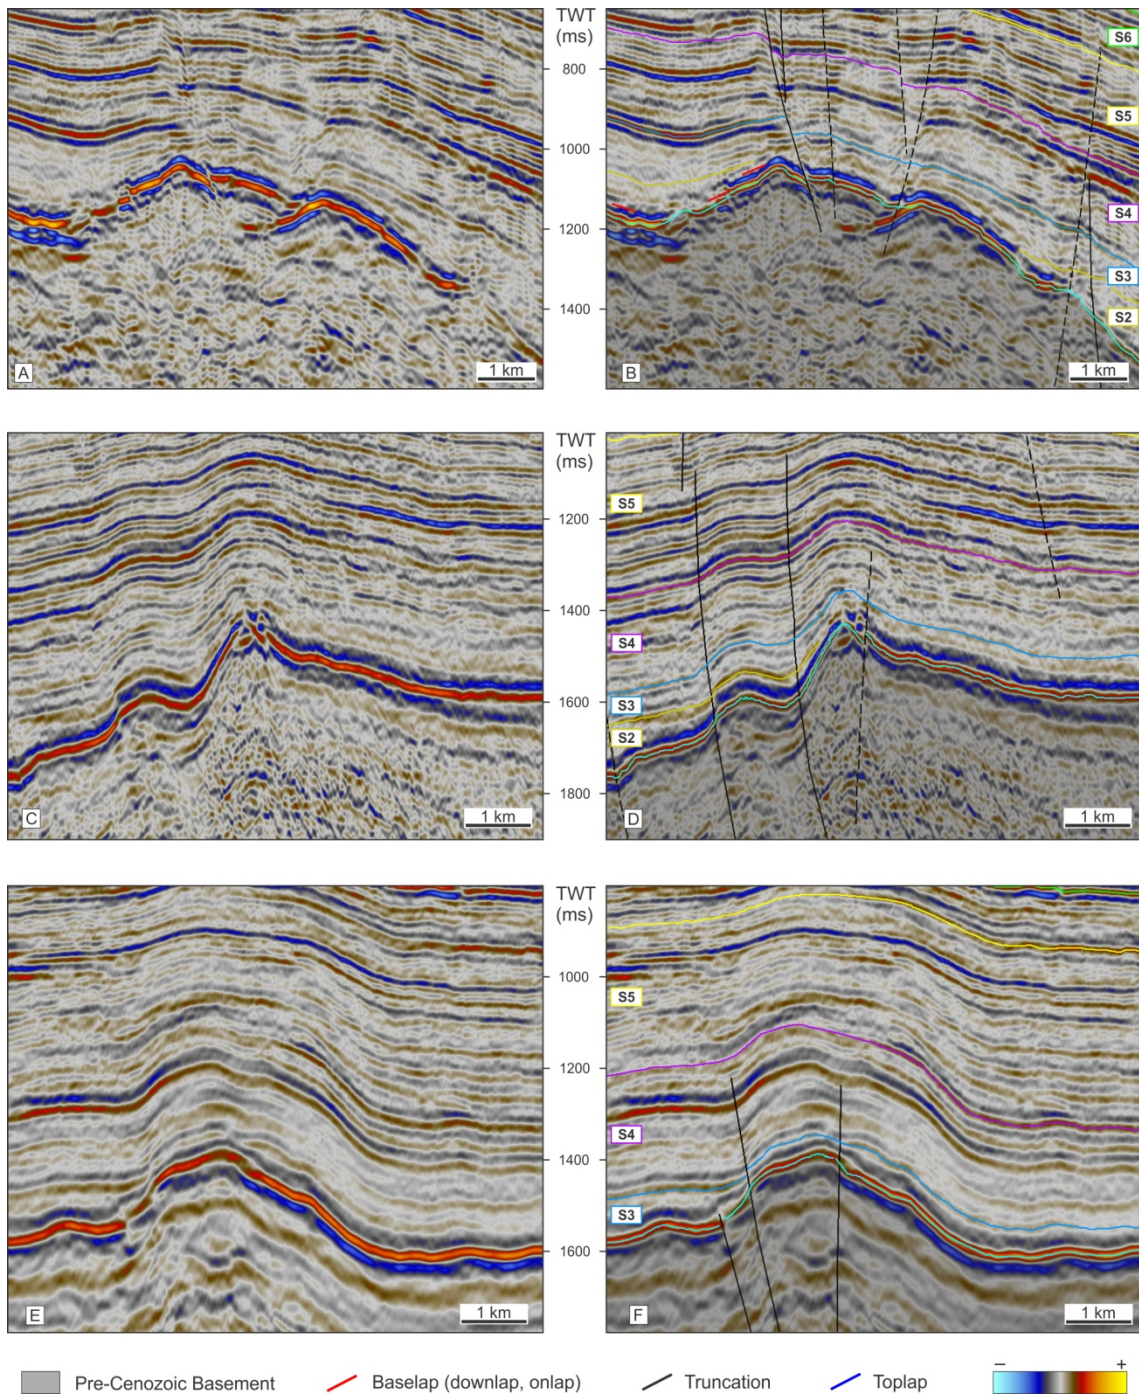 TWT
(ms)
800
1000
1200
1400
A
1 km
B
1 km
S6
S5
S4
S3
S2
TWT
(ms)
1200
1400
1600
1800
C
1 km
D
1 km
S5
S4
S3
S2
TWT
(ms)
1000
1200
1400
1600
E
1 km
F
1 km
S5
S4
S3
Pre-Cenozoic Basement
Baselap (downlap, onlap)
Truncation
Toplap
− +